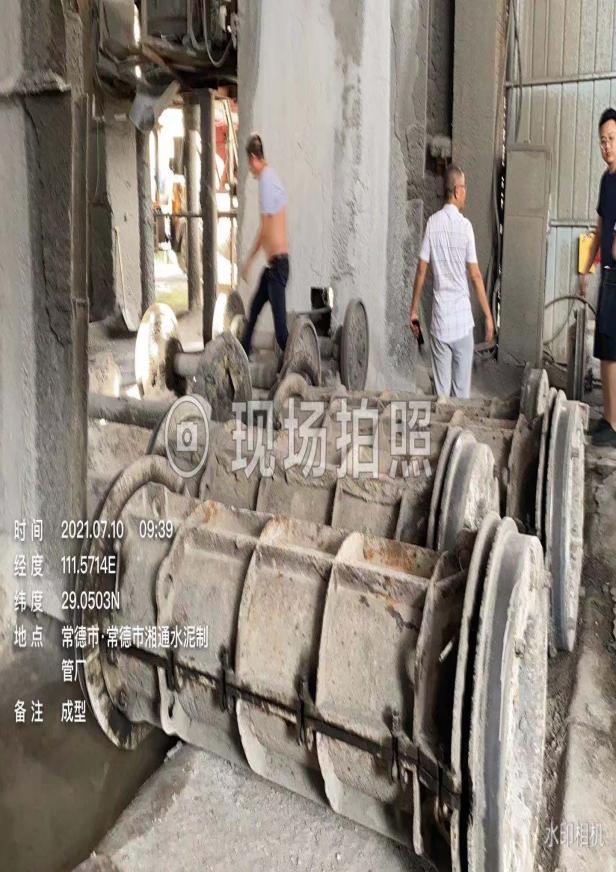 现场拍照
时间 2021.07.10 09:39
经度 111.5714E
纬度 29.0503N
地点 常德市·常德市湘通水泥制
管厂
备注 成型
水印相机